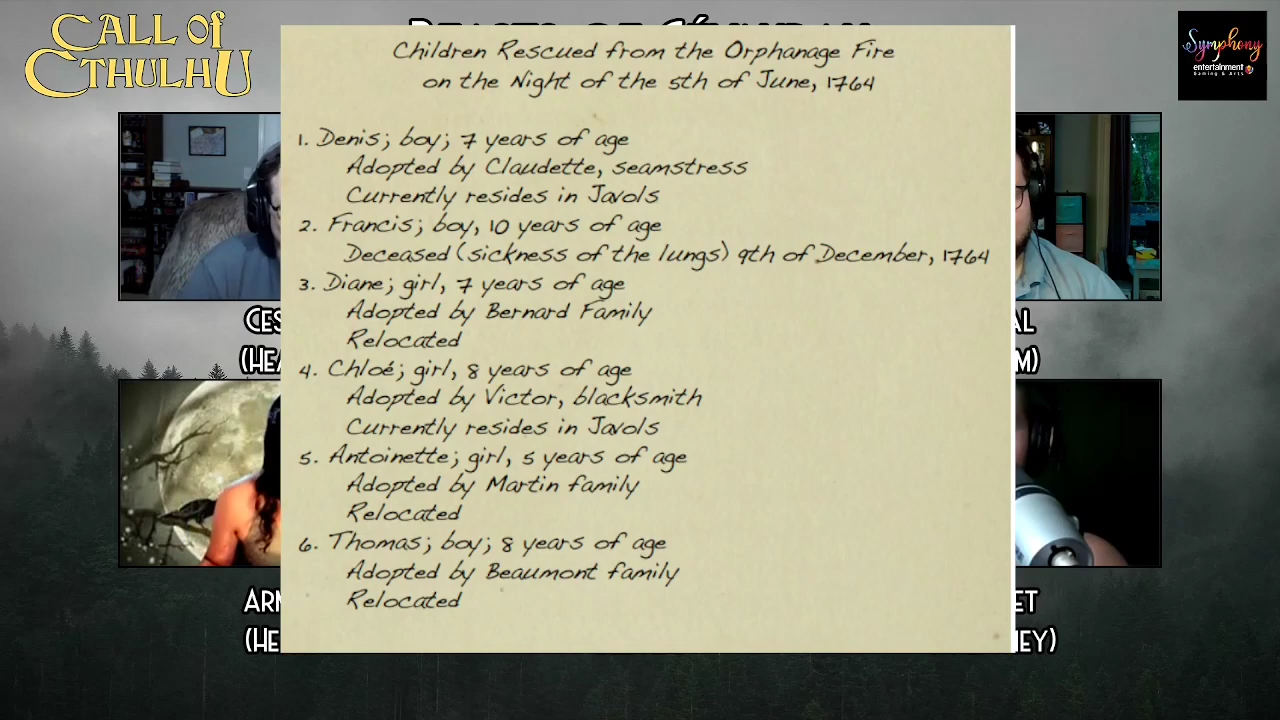 CALL of
CTHULHU
Symphony
entertainment
Gaming & Arts
Children Rescued from the Orphanage Fire
on the Night of the 5th of June, 1764
1. Denis; boy; 7 years of age
Adopted by Claudette, seamstress
Currently resides in Javols
2. Francis; boy, 10 years of age
Deceased (sickness of the lungs) 9th of December, 1764
3. Diane; girl, 7 years of age
Adopted by Bernard Family
Relocated
4. Chloé; girl, 8 years of age
Adopted by Victor, blacksmith
Currently resides in Javols
5. Antoinette; girl, 5 years of age
Adopted by Martin family
Relocated
6. Thomas; boy; 8 years of age
Adopted by Beaumont family
Relocated